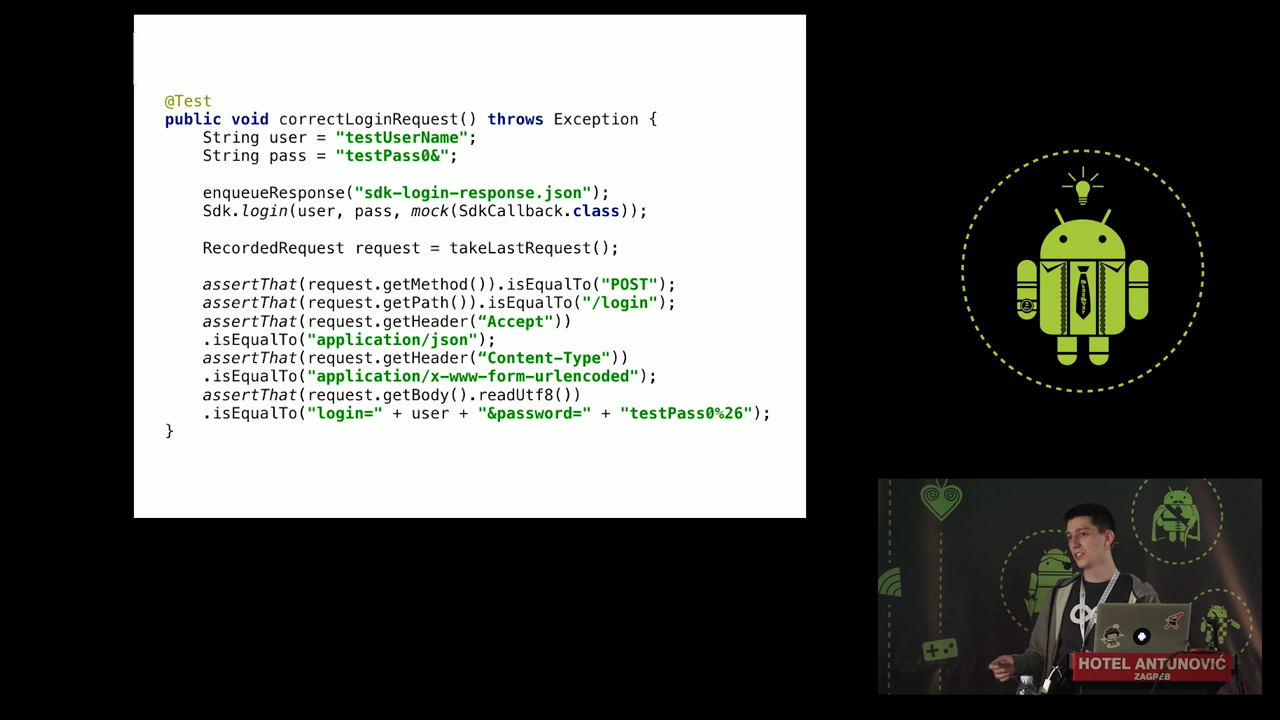 @Test
public void correctLoginRequest() throws Exception {
String user = "testUserName";
String pass = "testPass0&";
enqueueResponse("sdk-login-response.json");
Sdk.login(user, pass, mock(SdkCallback.class));
RecordedRequest request = takeLastRequest();
assertThat(request.getMethod()).isEqualTo("POST");
assertThat(request.getPath()).isEqualTo("/login");
assertThat(request.getHeader(“Accept"))
.isEqualTo("application/json");
assertThat(request.getHeader(“Content-Type"))
.isEqualTo("application/x-www-form-urlencoded");
assertThat(request.getBody().readUtf8())
.isEqualTo("login=" + user + "&password=" + "testPass0%26");
}
HOTEL ANTUNOVIĆ
ZAGREB